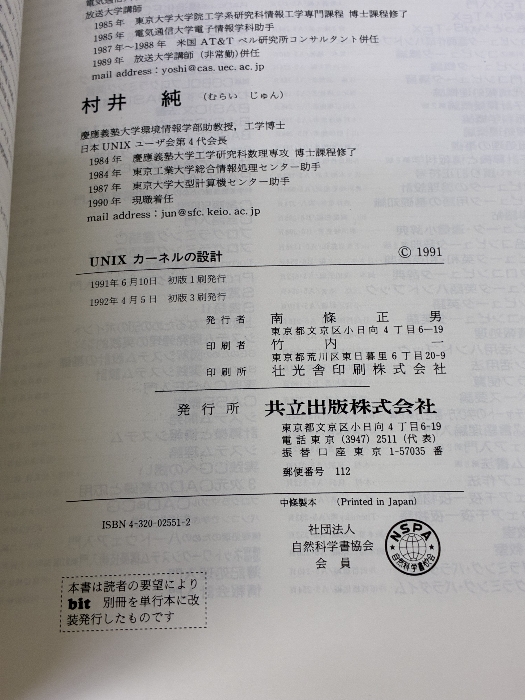 放送大学講師
1985年 東京大学大学院工学系研究科情報工学専門課程 博士課程修了
1985年 電気通信大学電子情報学科助手
1987年〜1988年 米国AT&Tベル研究所コンサルタント併任
1989年 放送大学講師(非常勤)併任
mail address : yoshi@cas.uec.ac.jp
村井 純 (むらい じゅん)
慶應義塾大学環境情報学部助教授,工学博士
日本UNIXユーザ会第4代会長
1984年 慶應義塾大学工学研究科数理専攻 博士課程修了
1984年 東京工業大学総合情報処理センター助手
1987年 東京大学大型計算機センター助手
1990年 現職着任
mail address : jun@sfc.keio.ac.jp
UNIX カーネルの設計 © 1991
1991年6月10日 初版1刷発行
1992年4月5日 初版3刷発行
発行者 南條正男
東京都文京区小日向4丁目6-19
印刷者 竹内一
東京都荒川区東日暮里6丁目20-9
印刷所 壮光舎印刷株式会社
発行所 共立出版株式会社
東京都文京区小日向4丁目6-19
電話東京(3947)2511(代表)
振替口座東京1-57035番
郵便番号 112
中條製本 (Printed in Japan)
ISBN 4-320-02551-2
社団法人
自然科学書協会
会員
NSPA
自然科学書協会
本書は読者の要望により
bit 別冊を単行本に改
装発行したものです